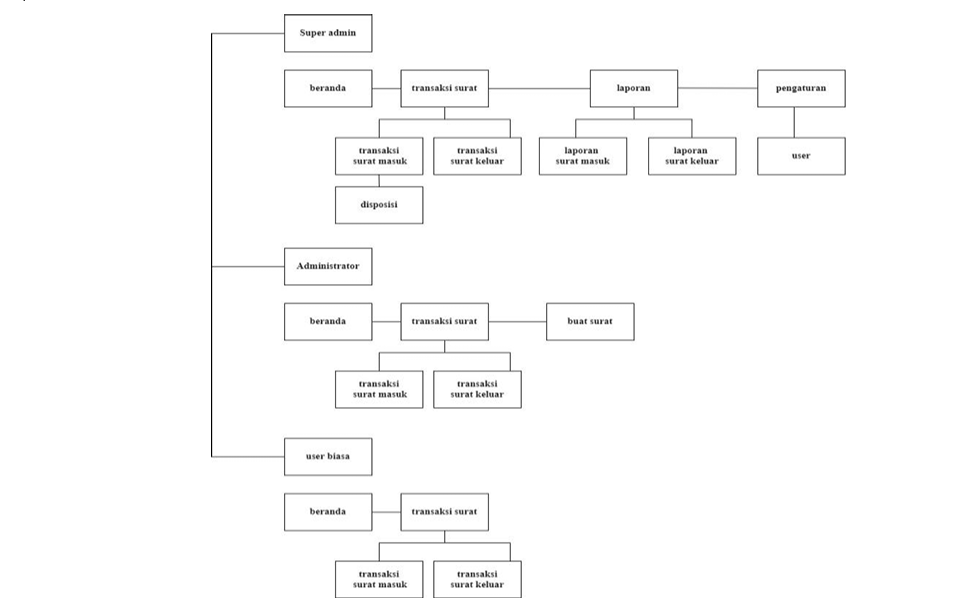 Super admin
beranda
transaksi surat
laporan
pengaturan
transaksi
surat masuk
transaksi
surat keluar
laporan
surat masuk
laporan
surat keluar
user
disposisi
Administrator
beranda
transaksi surat
buat surat
transaksi
surat masuk
transaksi
surat keluar
user biasa
beranda
transaksi surat
transaksi
surat masuk
transaksi
surat keluar